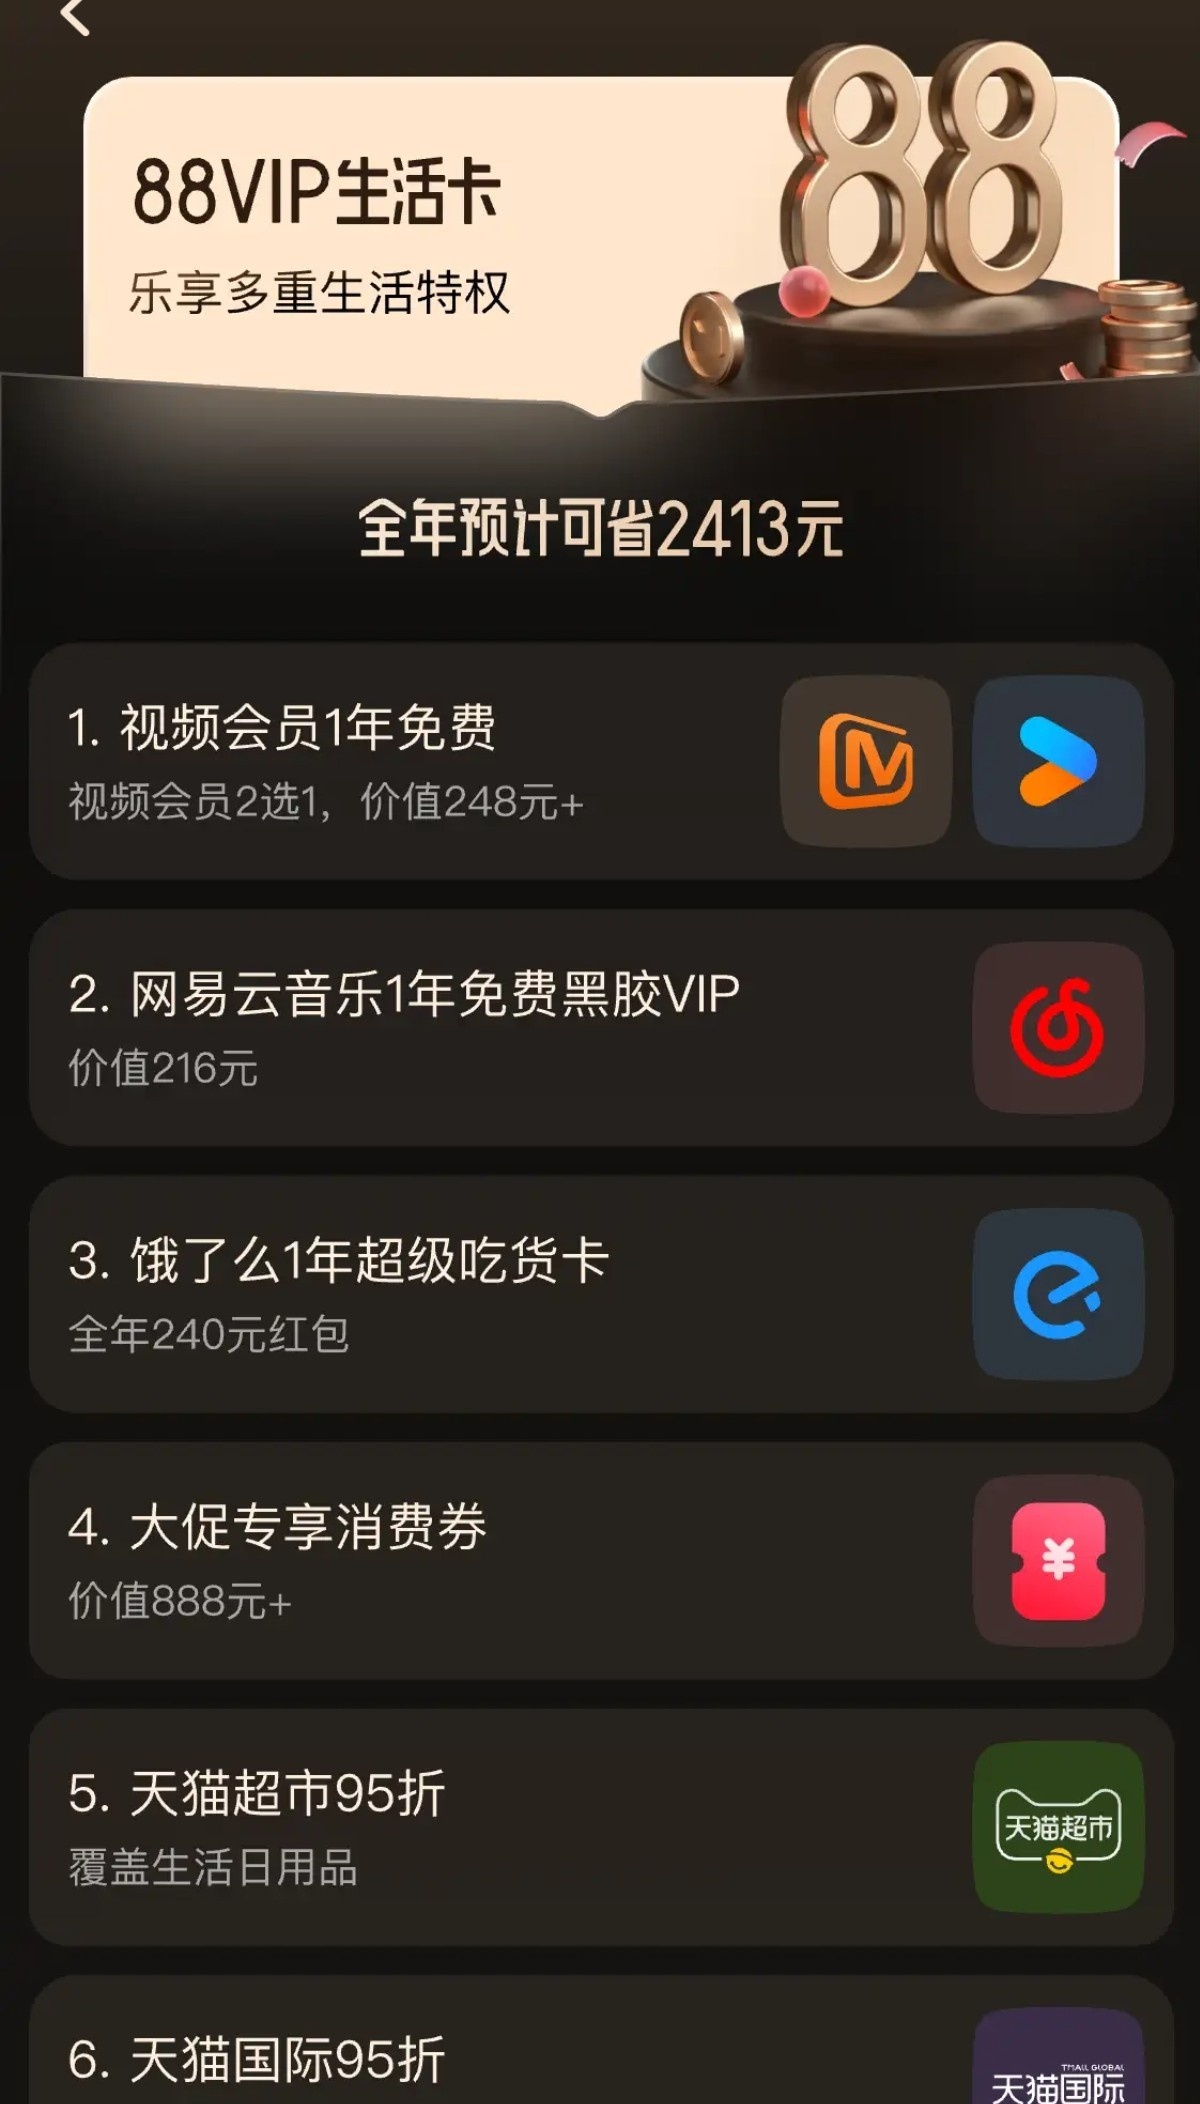 88VIP生活卡
乐享多重生活特权
88
全年预计可省2413元
1. 视频会员1年免费
视频会员2选1，价值248元+
2. 网易云音乐1年免费黑胶VIP
价值216元
3. 饿了么1年超级吃货卡
全年240元红包
4. 大促专享消费券
价值888元+
¥
5. 天猫超市95折
覆盖生活日用品
天猫超市
6. 天猫国际95折
TMALL GLOBAL
天猫国际